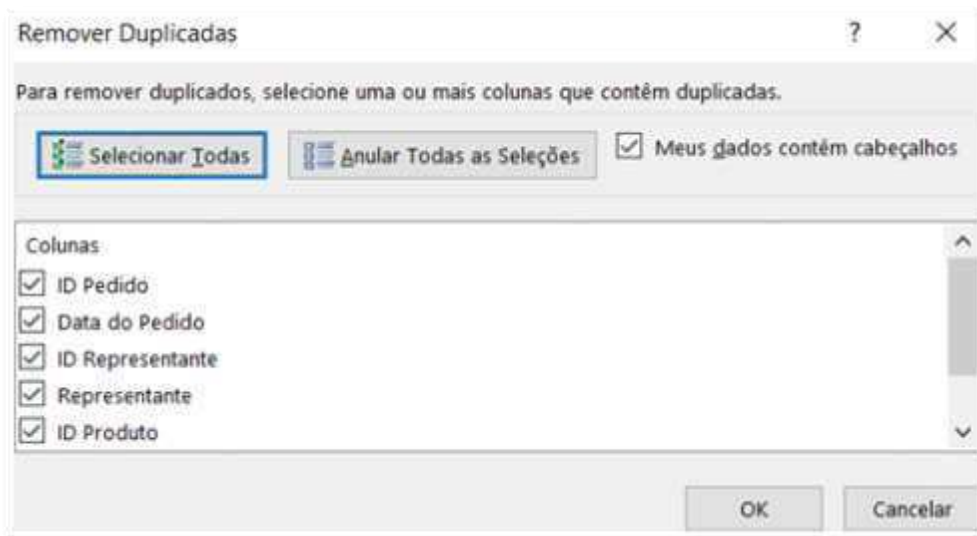 Remover Duplicadas ?
Para remover duplicados, selecione uma ou mais colunas que contêm duplicadas.
Selecionar Todas Anular Todas as Seleções Meus dados contêm cabeçalhos
Colunas
ID Pedido
Data do Pedido
ID Representante
Representante
ID Produto
OK Cancelar